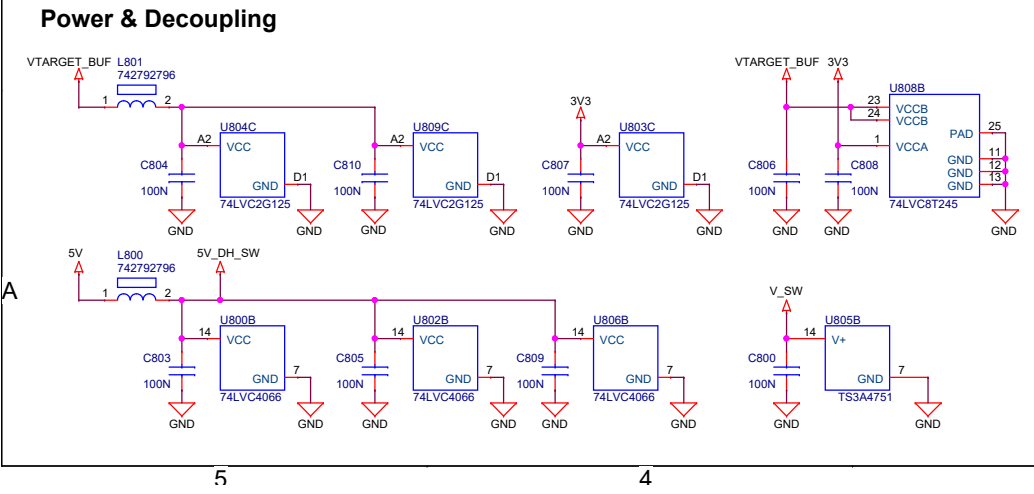 Power & Decoupling
VTARGET_BUF L801
742792796
1 2
U804C
A2 VCC
C804
100N
GND D1
74LVC2G125
GND GND
U809C
A2 VCC
C810
100N
GND D1
74LVC2G125
GND GND
3V3
U803C
A2 VCC
C807
100N
GND D1
74LVC2G125
GND GND
VTARGET_BUF 3V3
U808B
23 VCCB
24 VCCB
PAD 25
1 VCCA
GND 11
GND 12
GND 13
C806
100N
C808
100N
74LVC8T245
GND GND GND
5V L800
742792796
1 2
5V_DH_SW
U800B
14 VCC
C803
100N
GND 7
74LVC4066
GND GND
U802B
14 VCC
C805
100N
GND 7
74LVC4066
GND GND
U806B
14 VCC
C809
100N
GND 7
74LVC4066
GND GND
V_SW
U805B
14 V+
C800
100N
GND 7
TS3A4751
GND GND
A
5 4